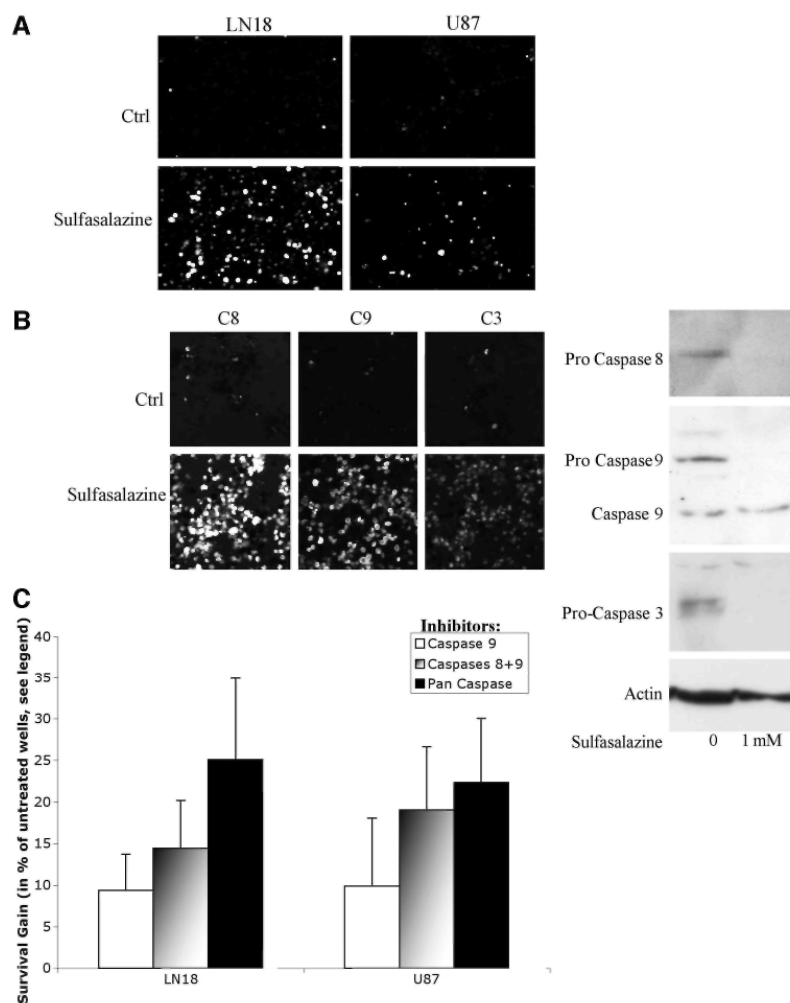 A
LN18 U87
Ctrl
Sulfasalazine
B
C8 C9 C3
Ctrl
Sulfasalazine
Pro Caspase 8
Pro Caspase 9
Caspase 9
Pro-Caspase 3
Actin
Sulfasalazine 0 1 mM
C
Survival Gain (in % of untreated wells, see legend)
40
35
30
25
20
15
10
5
0
Inhibitors:
Caspase 9
Caspases 8+9
Pan Caspase
LN18 U87